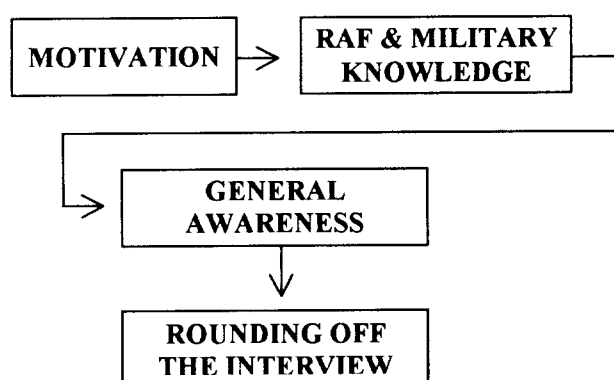 MOTIVATION
RAF & MILITARY
KNOWLEDGE
GENERAL
AWARENESS
ROUNDING OFF
THE INTERVIEW